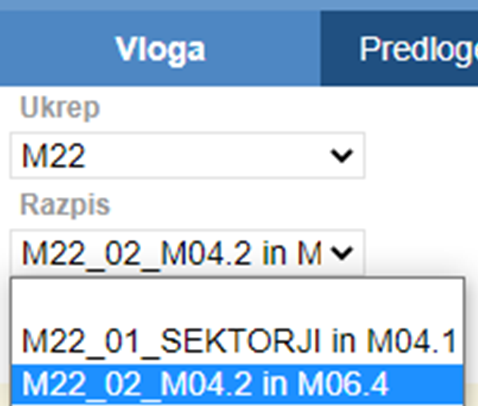 Vloga Predlog
Ukrep
M22
Razpis
M22_02_M04.2 in M
M22_01_SEKTORJI in M04.1
M22_02_M04.2 in M06.4